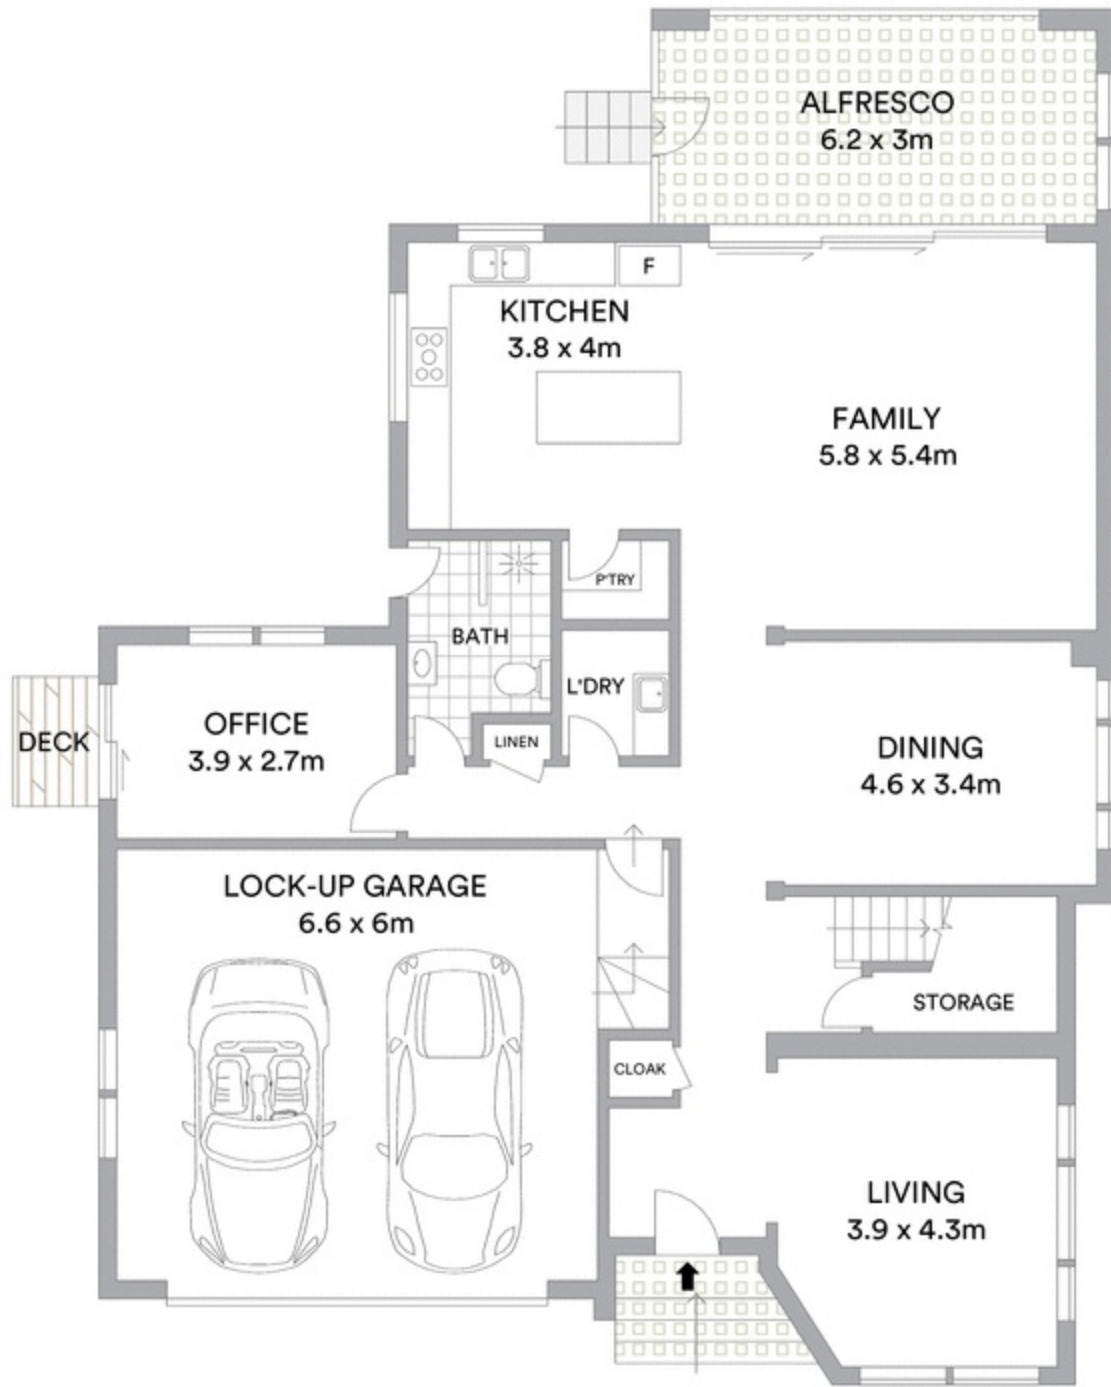 ALFRESCO
6.2 x 3m
F
KITCHEN
3.8 x 4m
FAMILY
5.8 x 5.4m
P'TRY
BATH
L'DRY
OFFICE
3.9 x 2.7m
DECK
LINEN
DINING
4.6 x 3.4m
LOCK-UP GARAGE
6.6 x 6m
STORAGE
CLOAK
LIVING
3.9 x 4.3m